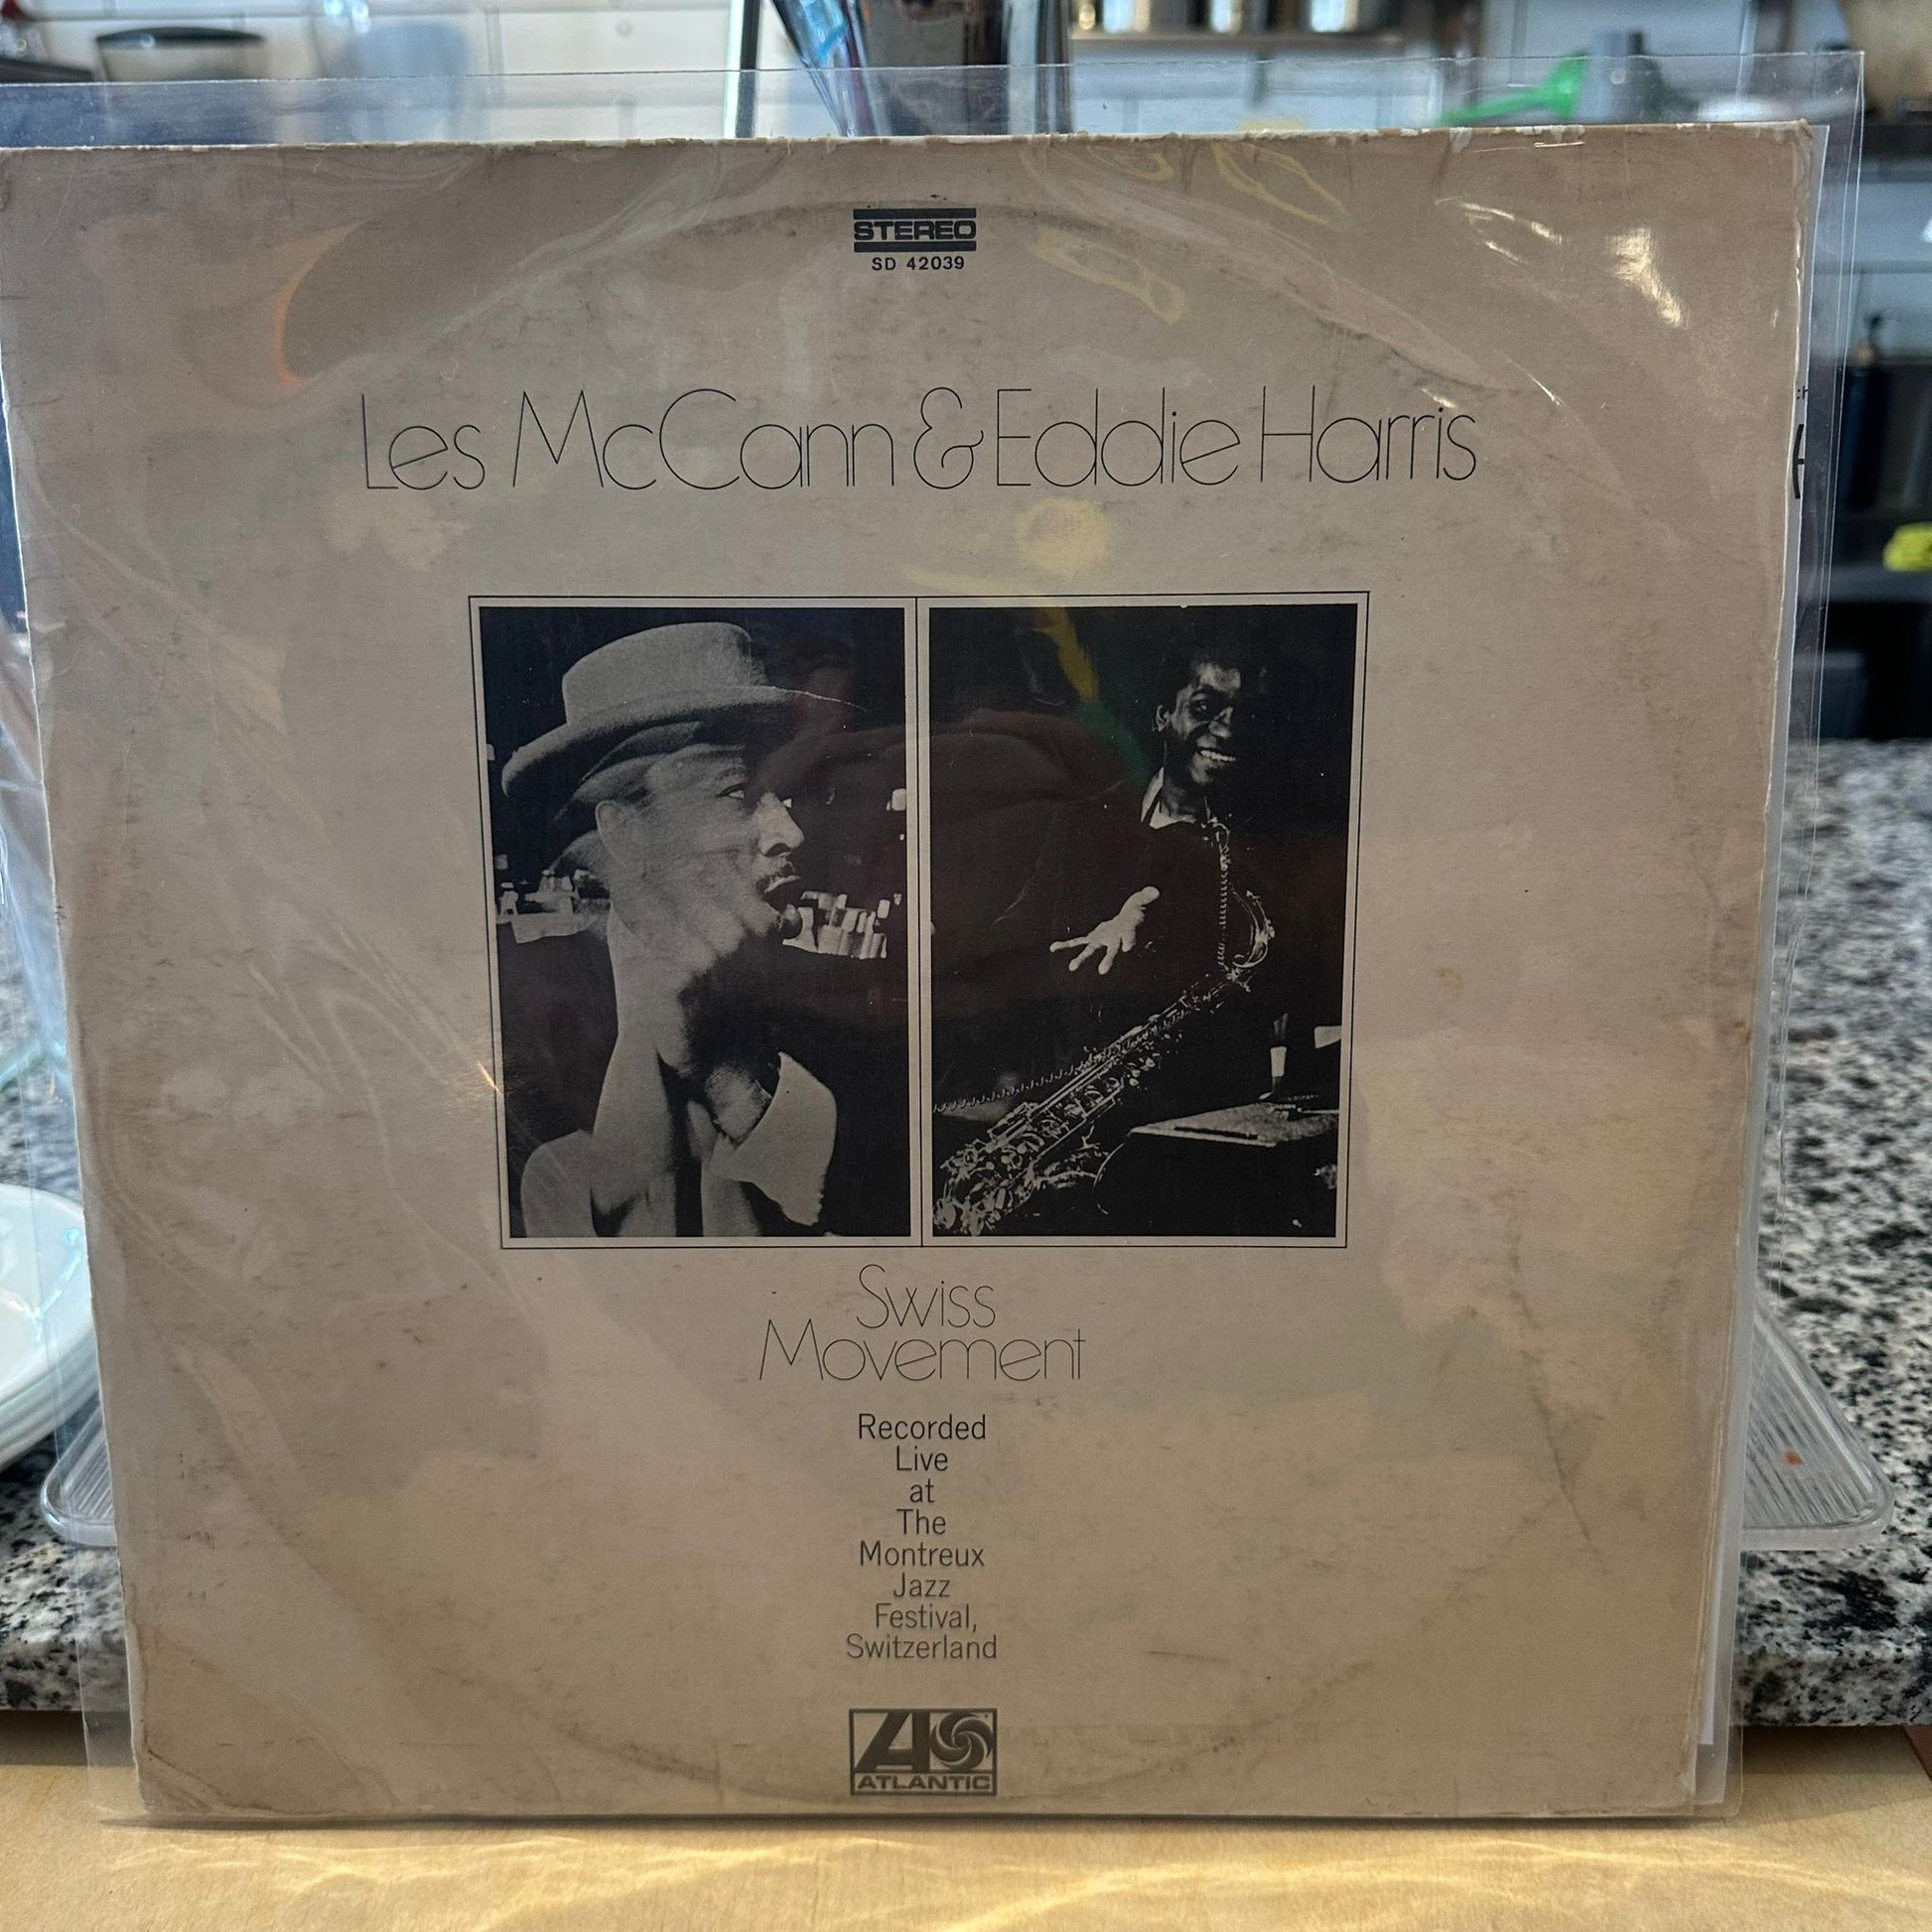 STEREO
SD 42039
Les McCann & Eddie Harris
Swiss
Movement
Recorded
Live
at
The
Montreux
Jazz
Festival,
Switzerland
ATLANTIC